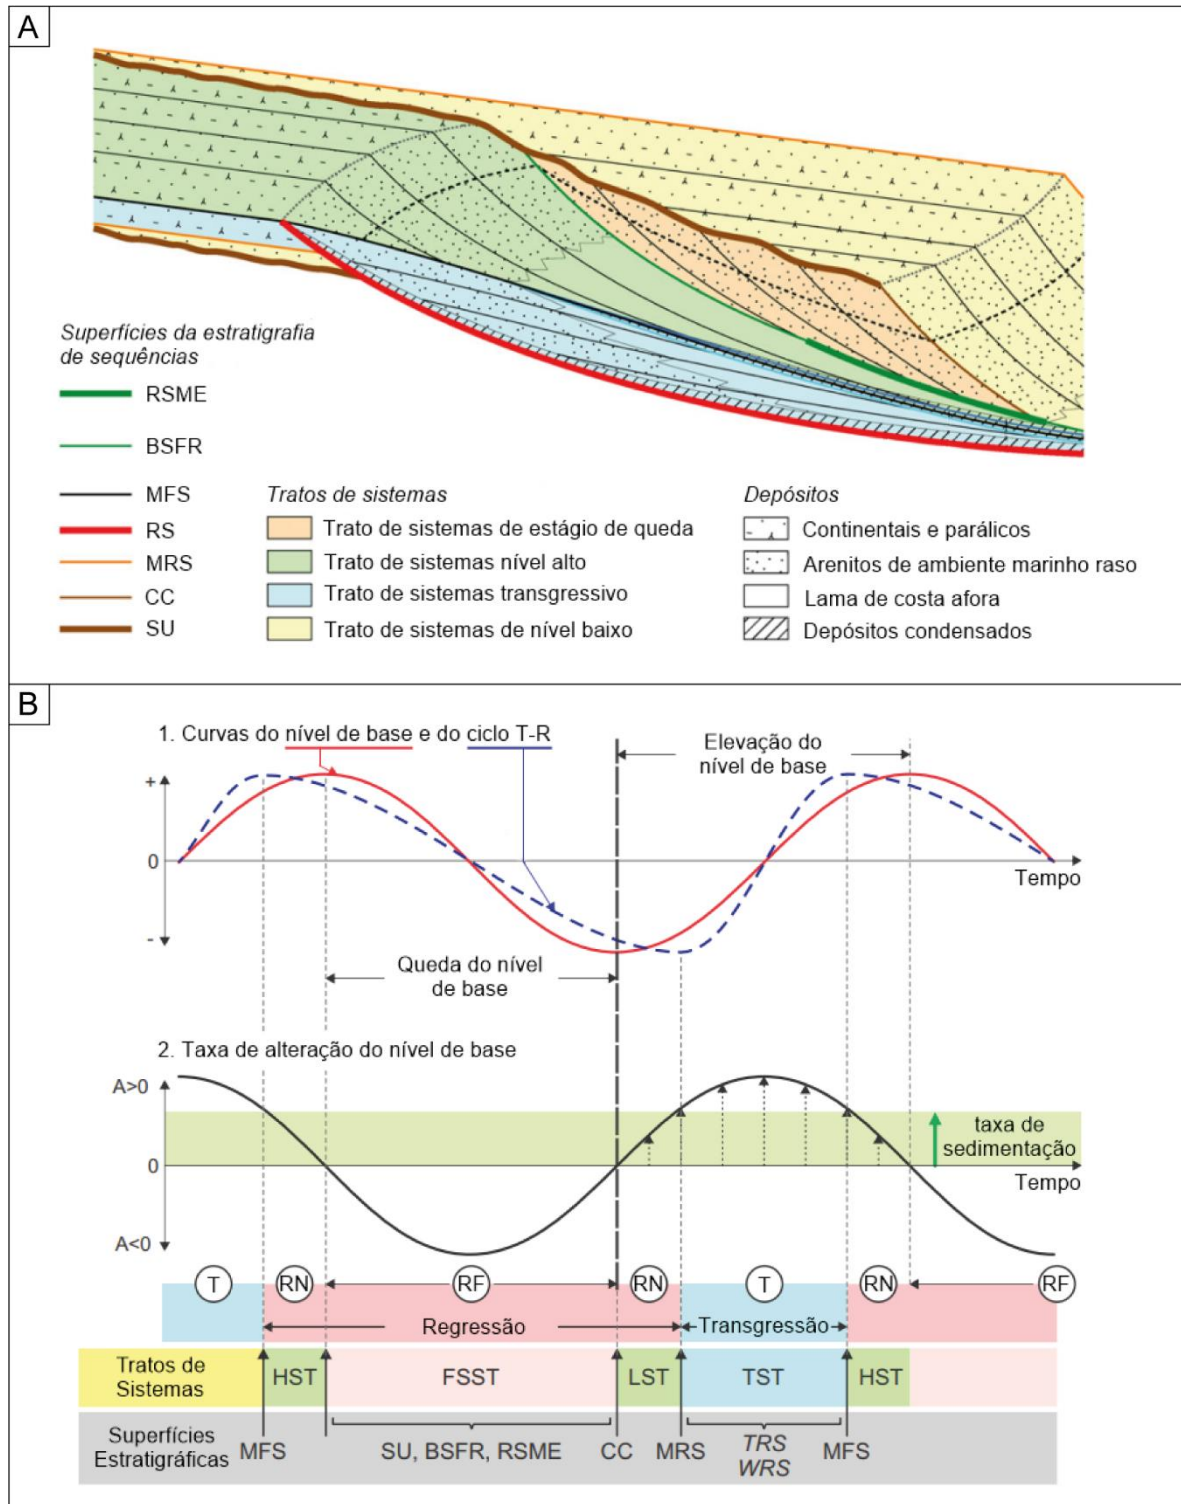 A
Superfícies da estratigrafia
de sequências
RSME
BSFR
MFS
RS
MRS
CC
SU
Tratos de sistemas
Trato de sistemas de estágio de queda
Trato de sistemas nível alto
Trato de sistemas transgressivo
Trato de sistemas de nível baixo
Depósitos
Continentais e parálicos
Arenitos de ambiente marinho raso
Lama de costa afora
Depósitos condensados
B
1. Curvas do nível de base e do ciclo T-R
Elevação do
nível de base
+
0
-
Tempo
Queda do nível
de base
2. Taxa de alteração do nível de base
A>0
0
A<0
taxa de
sedimentação
Tempo
T
RN
RF
RN
T
RN
RF
Regressão
Transgressão
Tratos de
Sistemas
HST
FSST
LST
TST
HST
Superfícies
Estratigráficas
MFS
SU, BSFR, RSME
CC
MRS
TRS
WRS
MFS